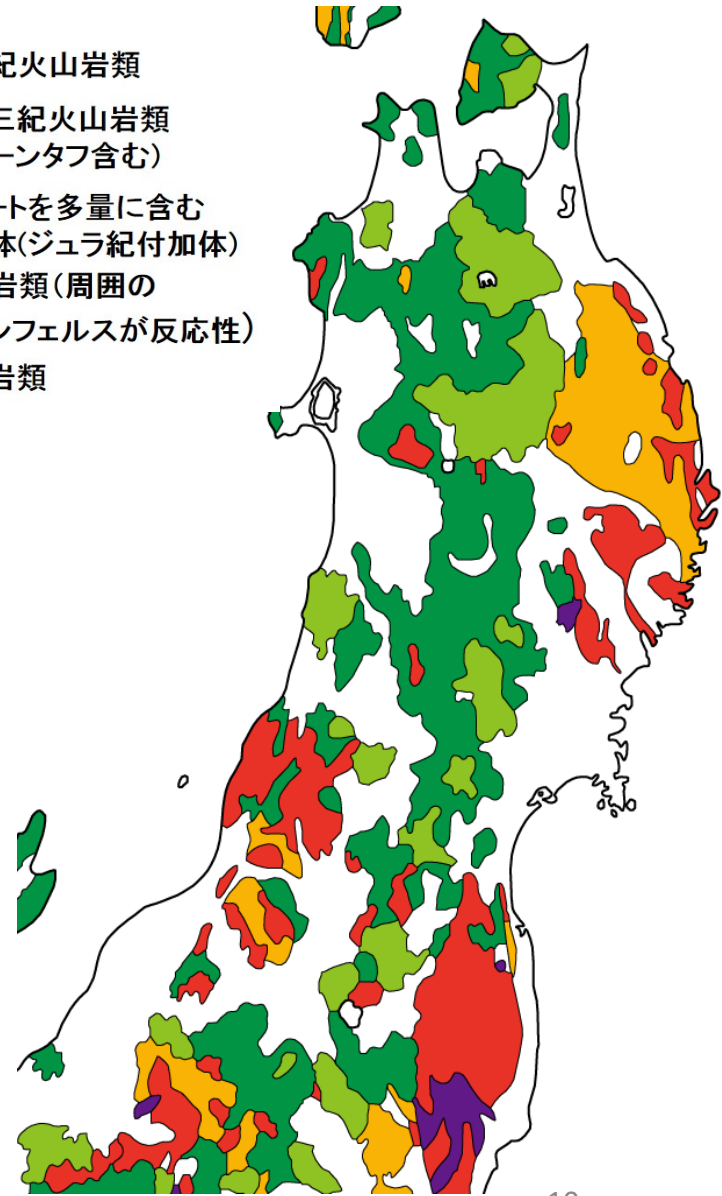 紀火山岩類
三紀火山岩類
ーンタフ含む)
ートを多量に含む
体(ジュラ紀付加体)
岩類(周囲の
ンフェルスが反応性)
岩類